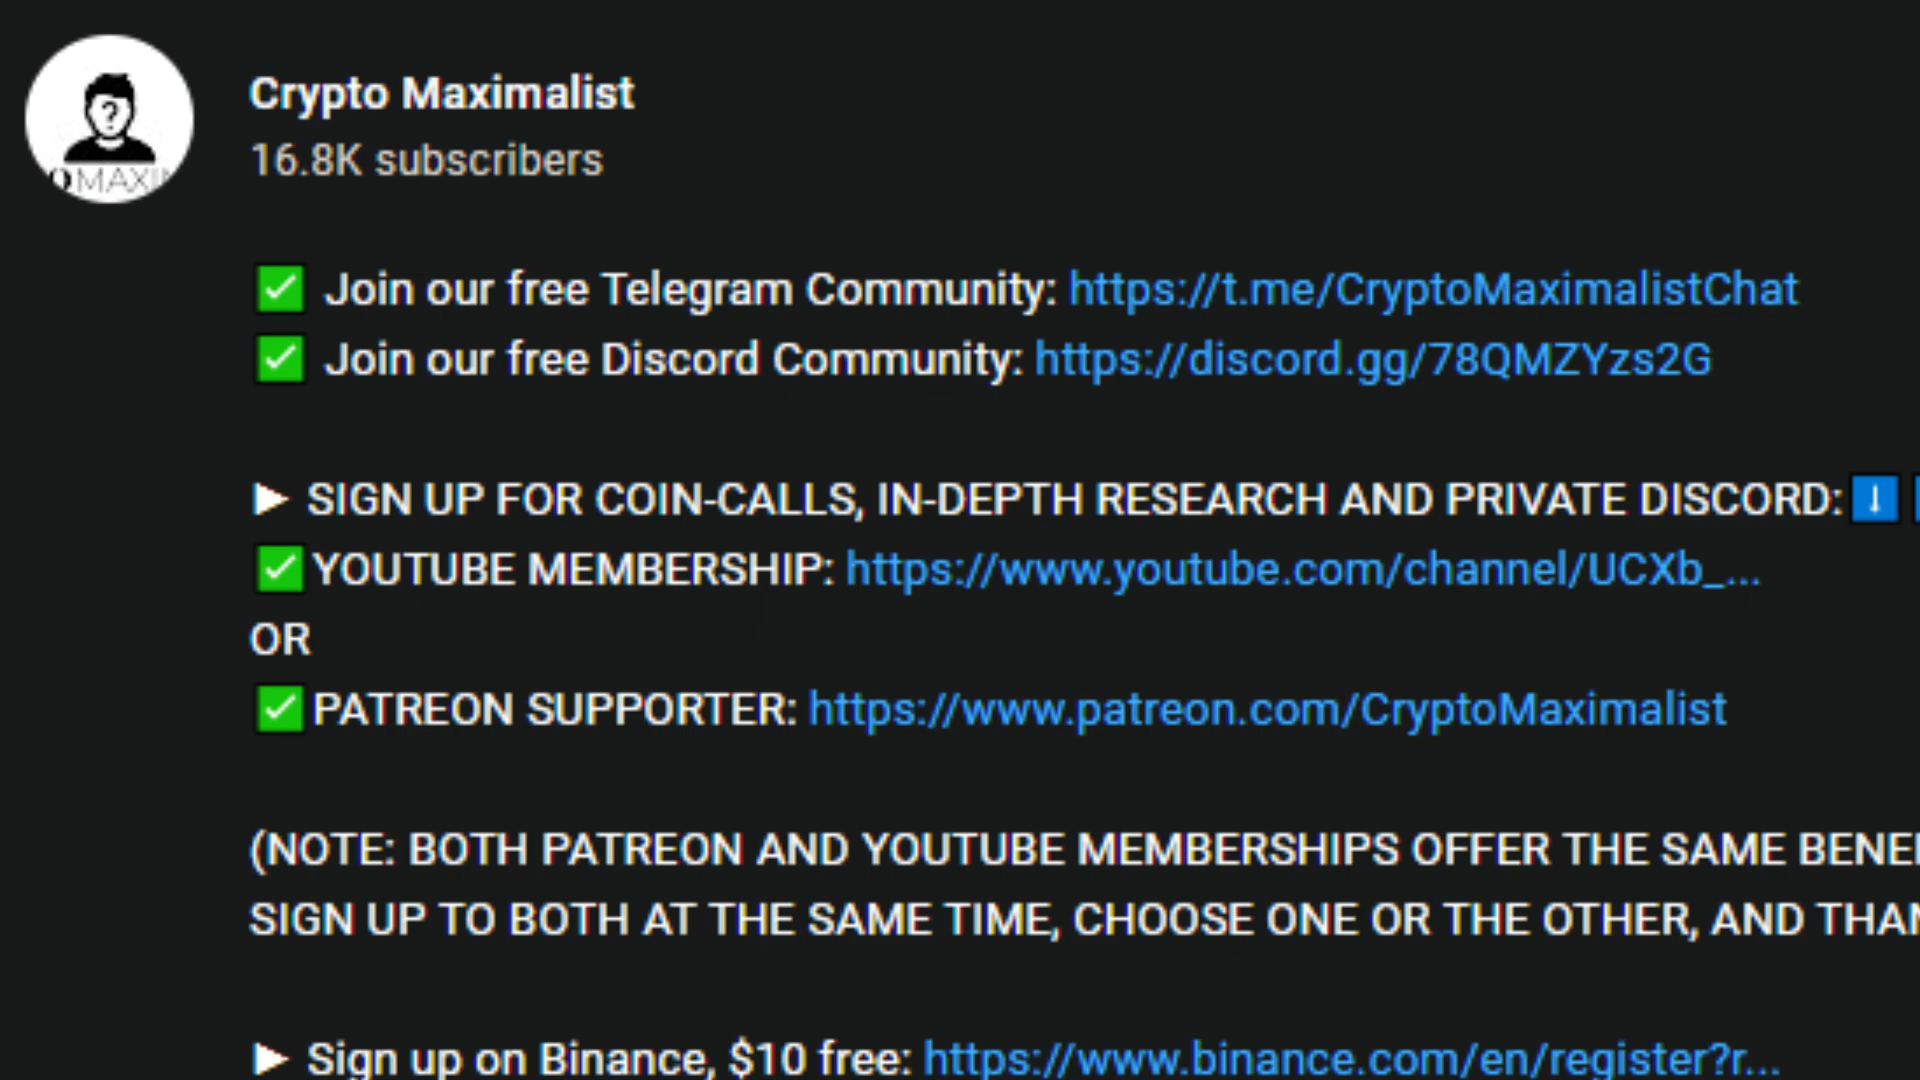 Crypto Maximalist
16.8K subscribers
?
MAXI
✅ Join our free Telegram Community: https://t.me/CryptoMaximalistChat
✅ Join our free Discord Community: https://discord.gg/78QMZYzs2G
► SIGN UP FOR COIN-CALLS, IN-DEPTH RESEARCH AND PRIVATE DISCORD: ⬇
✅ YOUTUBE MEMBERSHIP: https://www.youtube.com/channel/UCXb_...
OR
✅ PATREON SUPPORTER: https://www.patreon.com/CryptoMaximalist
(NOTE: BOTH PATREON AND YOUTUBE MEMBERSHIPS OFFER THE SAME BENE
SIGN UP TO BOTH AT THE SAME TIME, CHOOSE ONE OR THE OTHER, AND THAN
► Sign up on Binance, $10 free: https://www.binance.com/en/register?r...